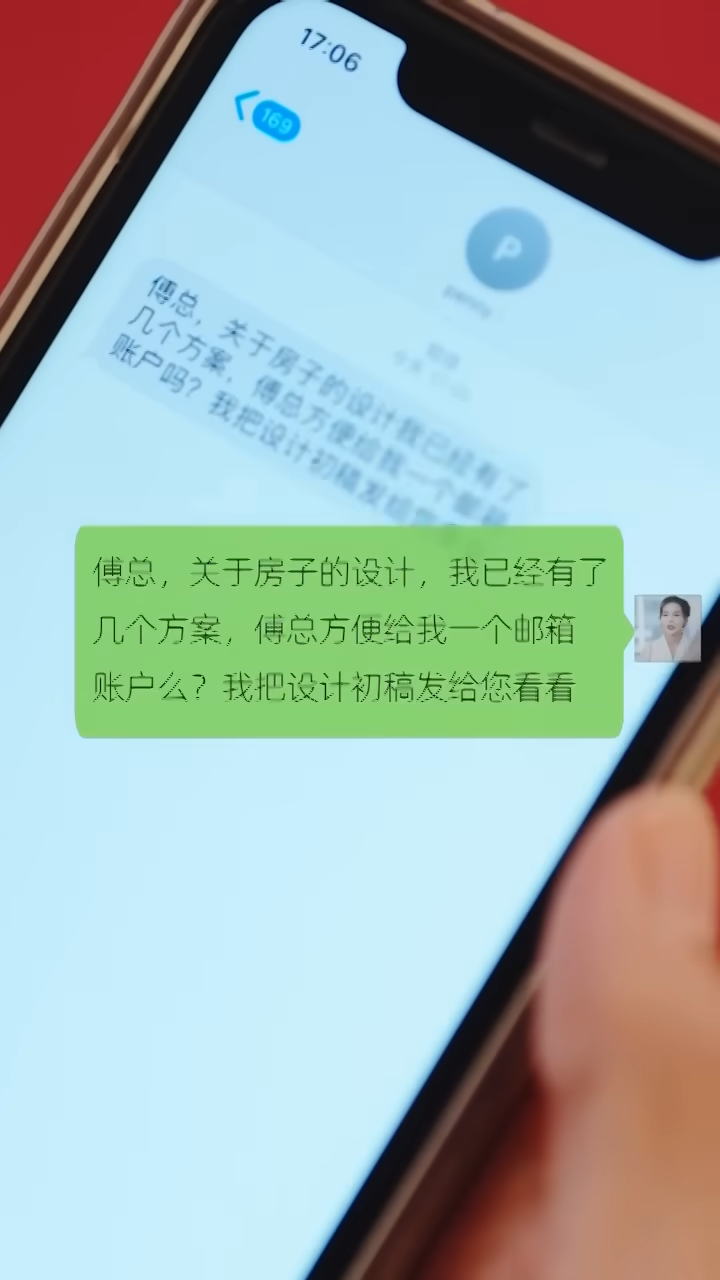 17:06
169
P
penny
傅总，关于房子的设计我已经有了
几个方案，傅总方便给我一个邮箱
账户吗？我把设计初稿发给您
傅总，关于房子的设计，我已经有了
几个方案，傅总方便给我一个邮箱
账户么？我把设计初稿发给您看看